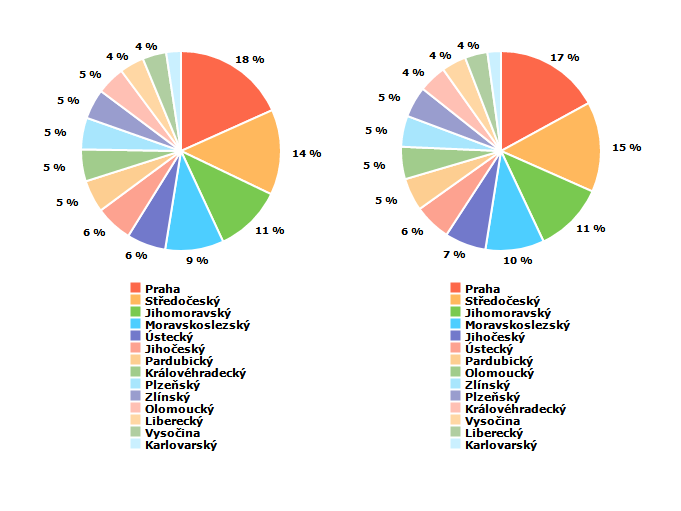 18 %
14 %
11 %
9 %
6 %
6 %
5 %
5 %
5 %
5 %
5 %
4 %
4 %
Praha
Středočeský
Jihomoravský
Moravskoslezský
Ústecký
Jihočeský
Pardubický
Královéhradecký
Plzeňský
Zlínský
Olomoucký
Liberecký
Vysočina
Karlovarský
17 %
15 %
11 %
10 %
7 %
6 %
5 %
5 %
5 %
5 %
4 %
4 %
4 %
Praha
Středočeský
Jihomoravský
Moravskoslezský
Jihočeský
Ústecký
Pardubický
Olomoucký
Zlínský
Plzeňský
Královéhradecký
Vysočina
Liberecký
Karlovarský